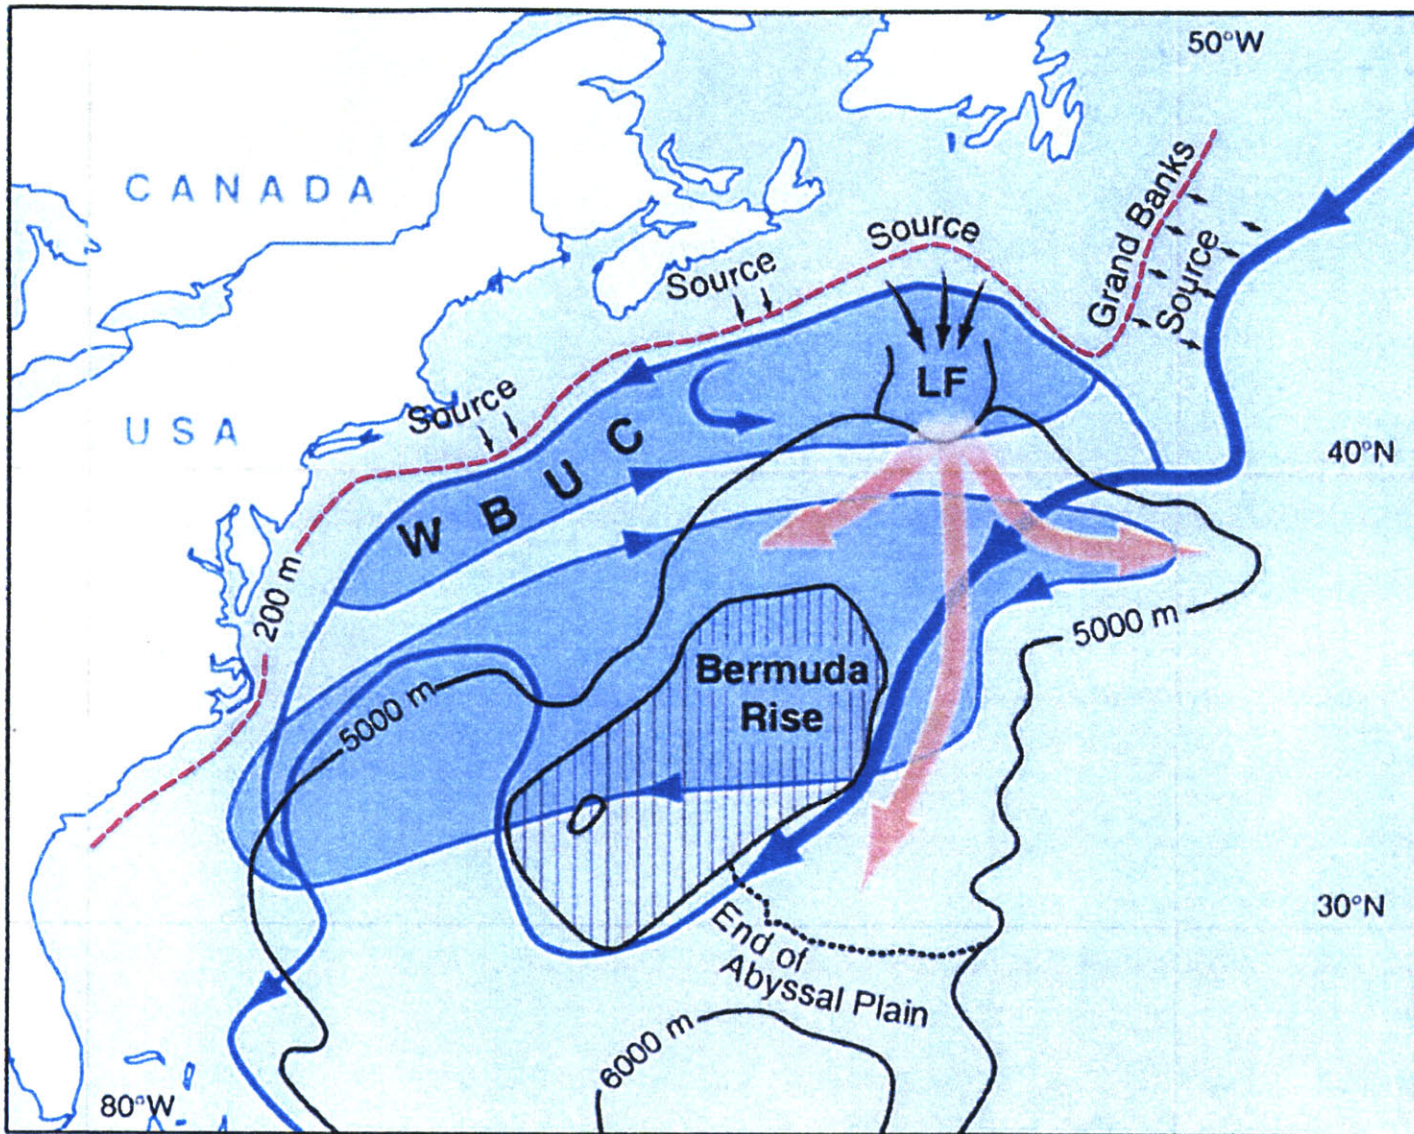 50°W
CANADA
Grand Banks
Source
Source
Source
LF
Source
USA
WBUC
40°N
200 m
5000 m
Bermuda
Rise
5000 m
30°N
End of
Abyssal Plain
6000 m
80°W